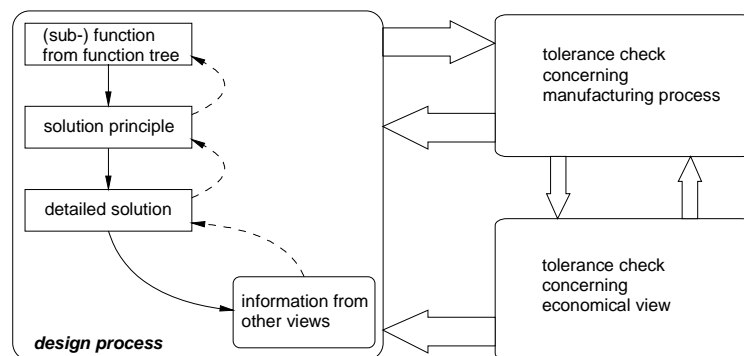 (sub-) function
from function tree
solution principle
detailed solution
information from
other views
design process
tolerance check
concerning
manufacturing process
tolerance check
concerning
economical view